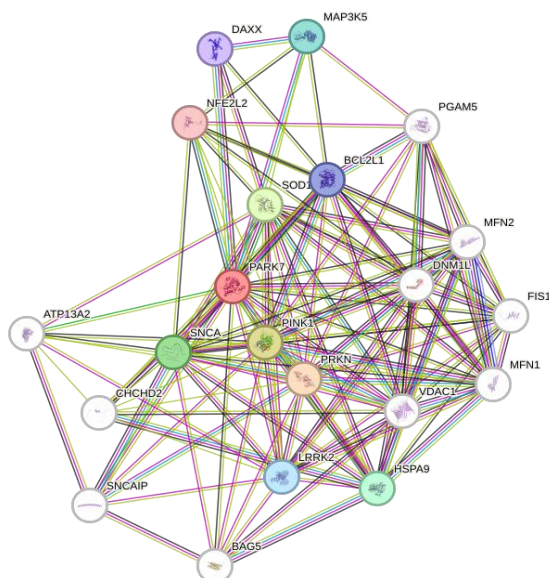 DAXX
MAP3K5
NFE2L2
PGAM5
BCL2L1
SOD1
MFN2
DNM1L
PARK7
FIS1
ATP13A2
SNCA
PINK1
PRKN
MFN1
CHCHD2
VDAC1
LRRK2
HSPA9
SNCAIP
BAG5